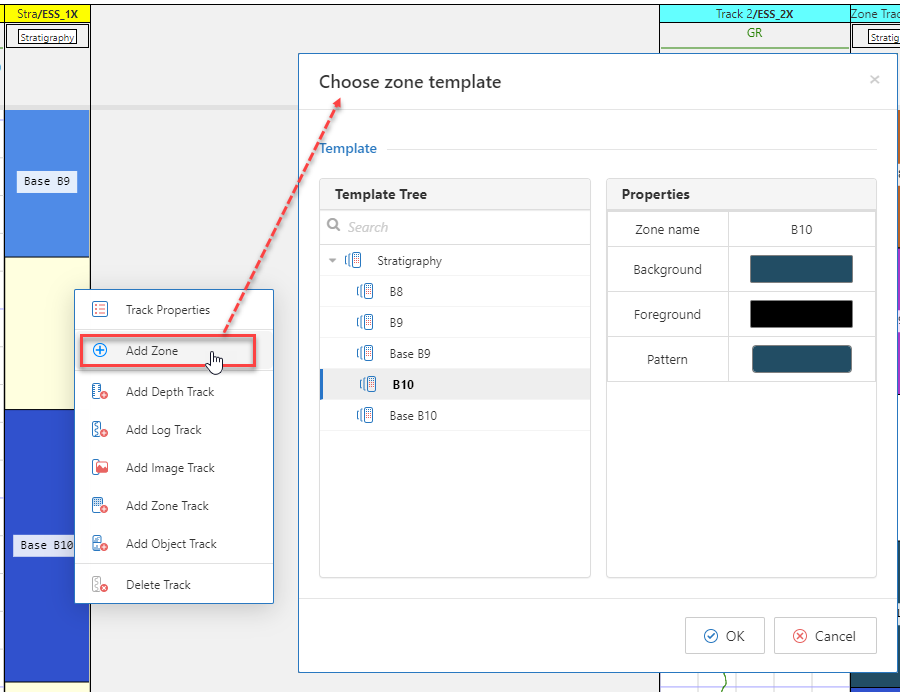 Stra/ESS_1X
Stratigraphy
Track 2/ESS_2X
GR
Zone Trac
Stratig
Base B9
Base B10
Track Properties
Add Zone
Add Depth Track
Add Log Track
Add Image Track
Add Zone Track
Add Object Track
Delete Track
Choose zone template
Template
Template Tree
Search
Stratigraphy
B8
B9
Base B9
B10
Base B10
Properties
Zone name B10
Background
Foreground
Pattern
OK
Cancel